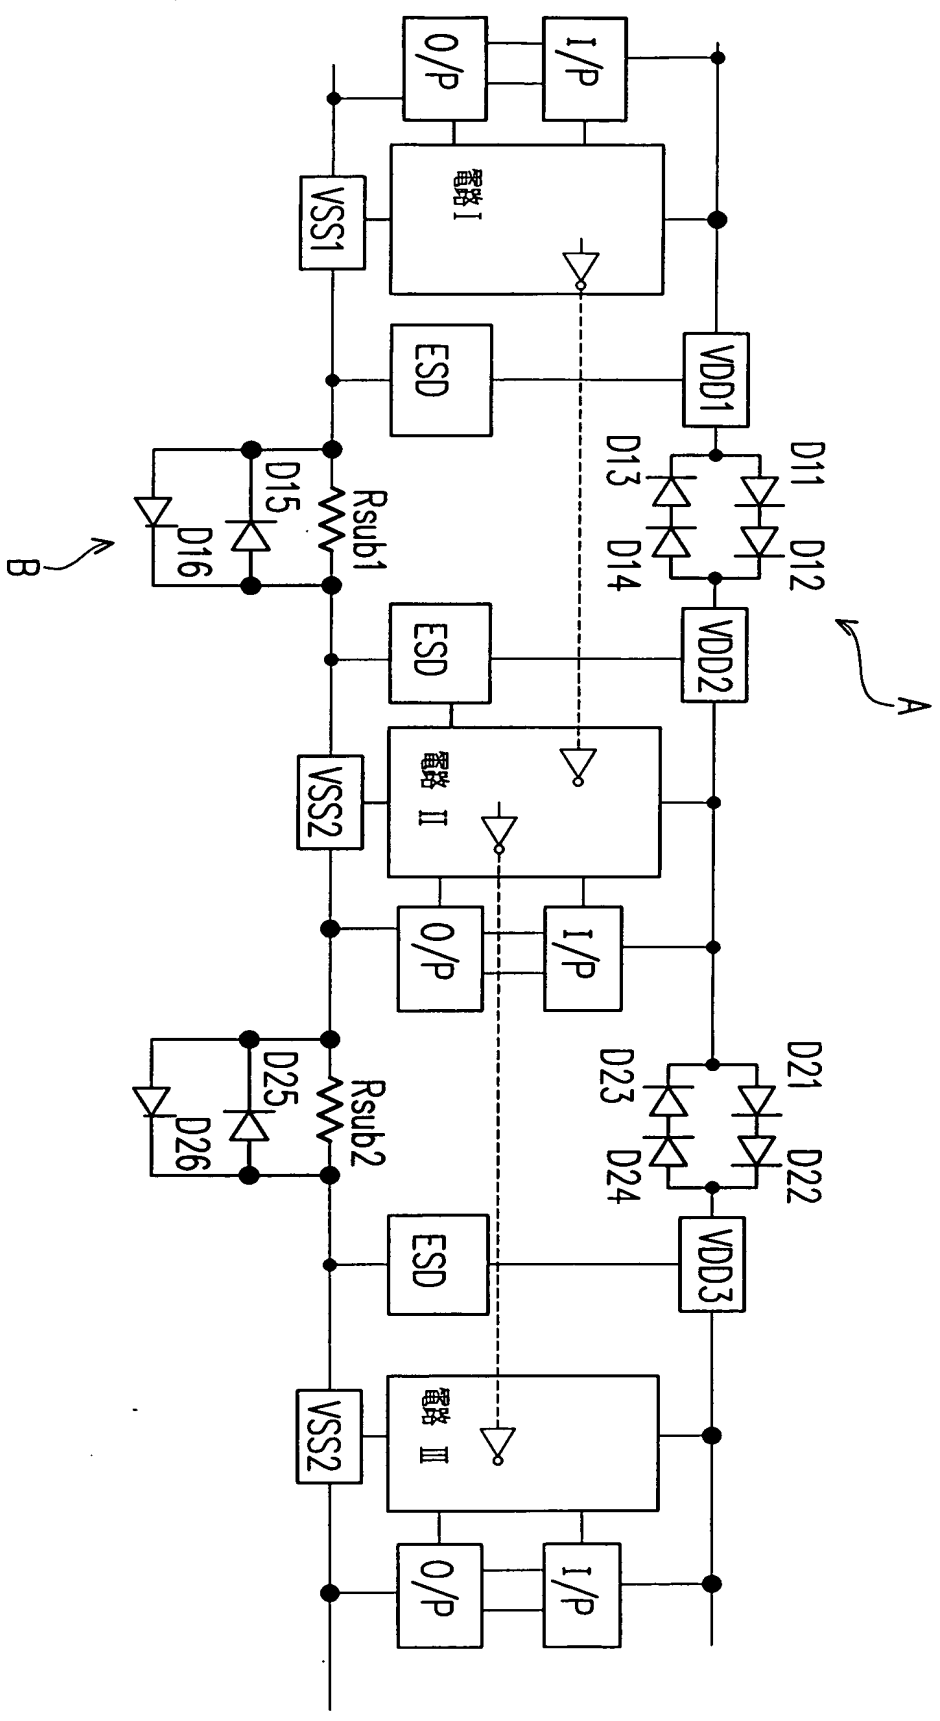 A
D11
D12
D21
D22
VDD1
VDD2
VDD3
D13
D14
D23
D24
I/P
I/P
I/P
O/P
電路I
ESD
ESD
電路 II
O/P
ESD
電路 III
O/P
VSS1
Rsub1
VSS2
Rsub2
VSS2
D15
D25
D16
D26
B